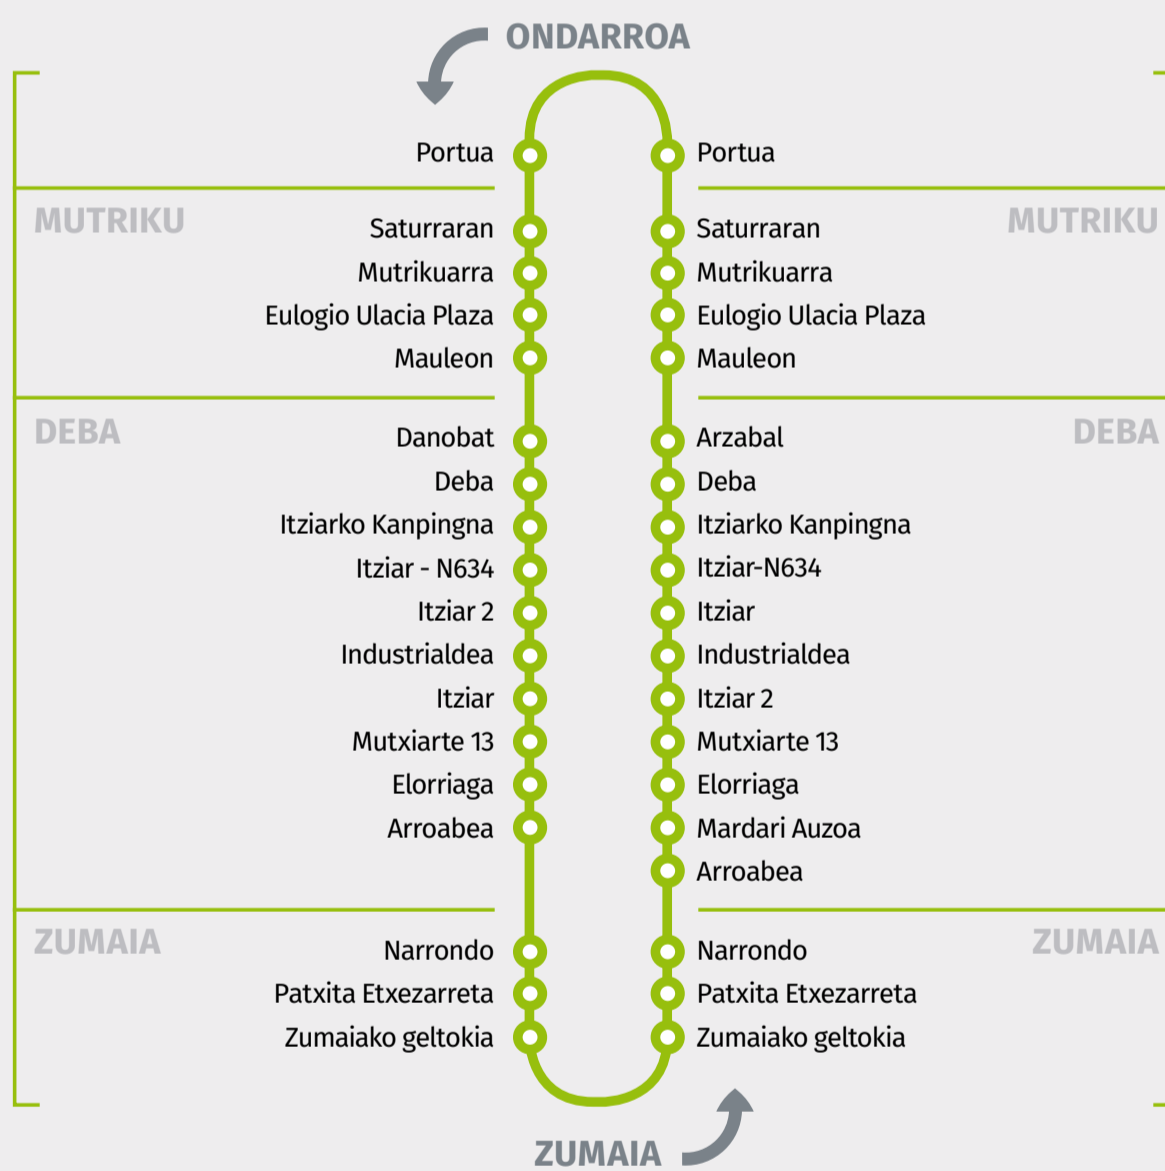 ONDARROA
Portua
Portua
MUTRIKU
MUTRIKU
Saturraran
Saturraran
Mutrikuarra
Mutrikuarra
Eulogio Ulacia Plaza
Eulogio Ulacia Plaza
Mauleon
Mauleon
DEBA
DEBA
Danobat
Arzabal
Deba
Deba
Itziarko Kanpingna
Itziarko Kanpingna
Itziar - N634
Itziar-N634
Itziar 2
Itziar
Industrialdea
Industrialdea
Itziar
Itziar 2
Mutxiarte 13
Mutxiarte 13
Elorriaga
Elorriaga
Arroabea
Mardari Auzoa
Arroabea
ZUMAIA
ZUMAIA
Narrondo
Narrondo
Patxita Etxezarreta
Patxita Etxezarreta
Zumaiako geltokia
Zumaiako geltokia
ZUMAIA